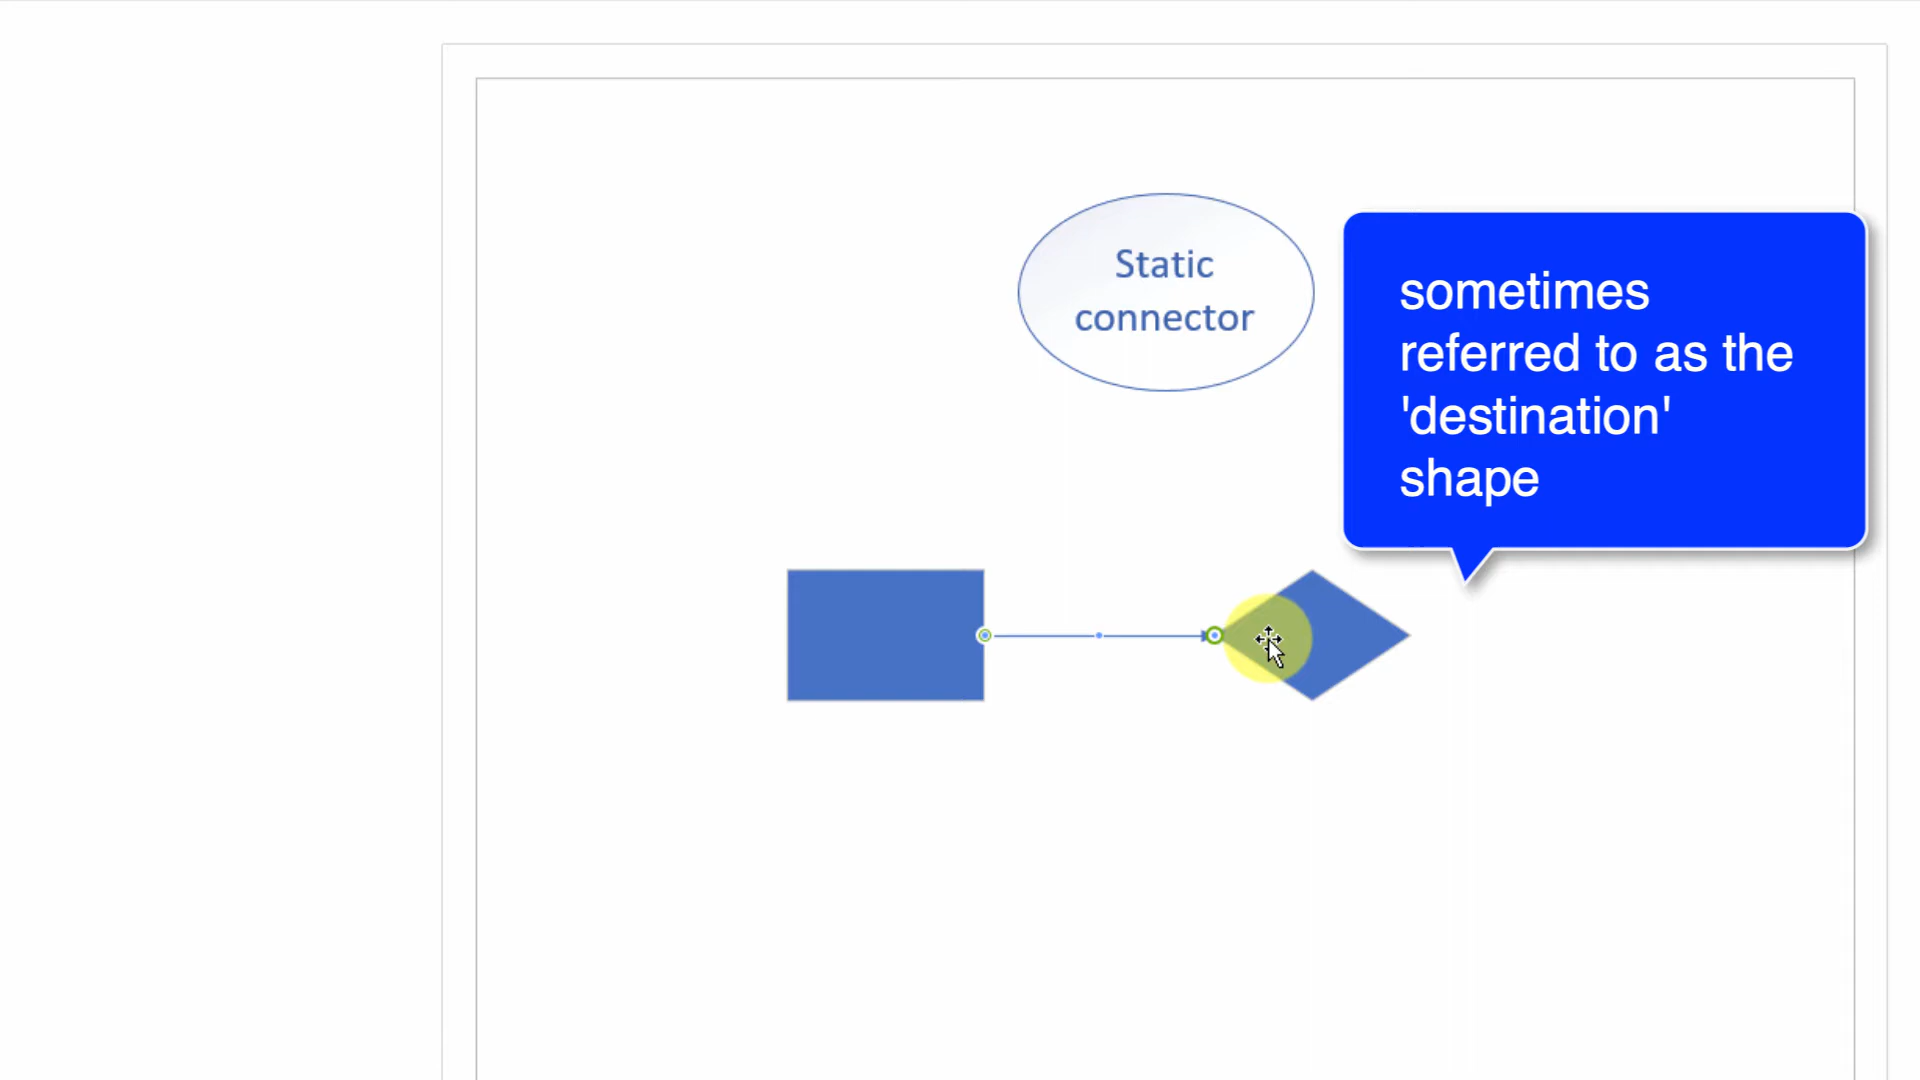 Static
connector
sometimes
referred to as the
'destination'
shape